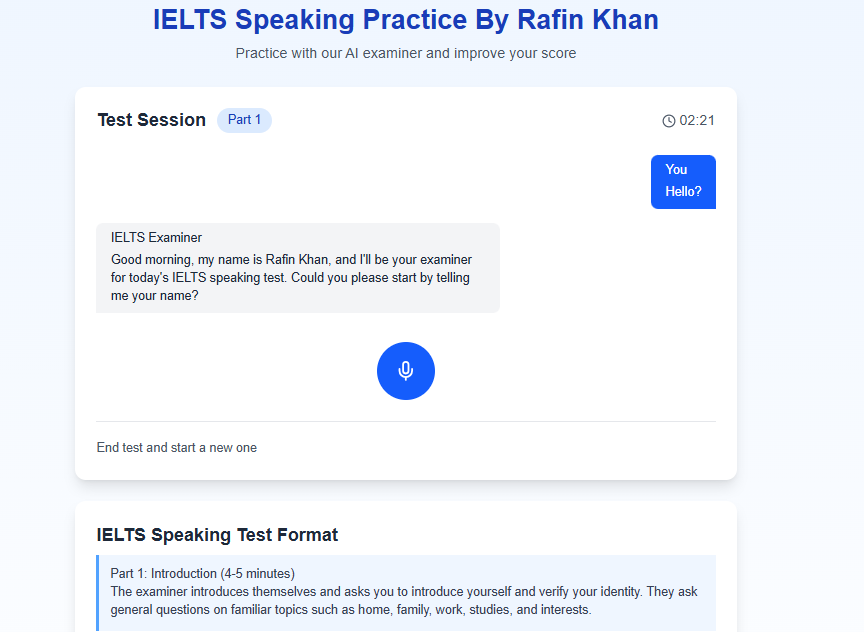 IELTS Speaking Practice By Rafin Khan
Practice with our AI examiner and improve your score
Test Session
Part 1
02:21
You
Hello?
IELTS Examiner
Good morning, my name is Rafin Khan, and I'll be your examiner
for today's IELTS speaking test. Could you please start by telling
me your name?
End test and start a new one
IELTS Speaking Test Format
Part 1: Introduction (4-5 minutes)
The examiner introduces themselves and asks you to introduce yourself and verify your identity. They ask
general questions on familiar topics such as home, family, work, studies, and interests.